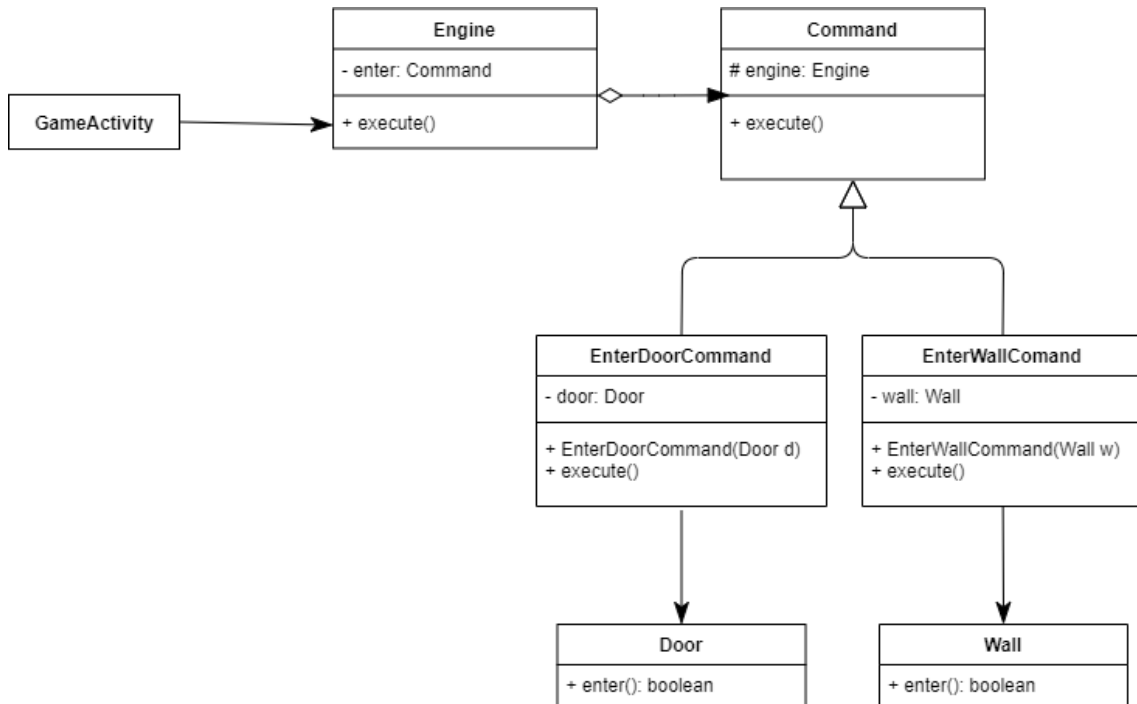 Engine
- enter: Command
+ execute()
Command
# engine: Engine
+ execute()
GameActivity
EnterDoorCommand
- door: Door
+ EnterDoorCommand(Door d)
+ execute()
EnterWallComand
- wall: Wall
+ EnterWallCommand(Wall w)
+ execute()
Door
+ enter(): boolean
Wall
+ enter(): boolean